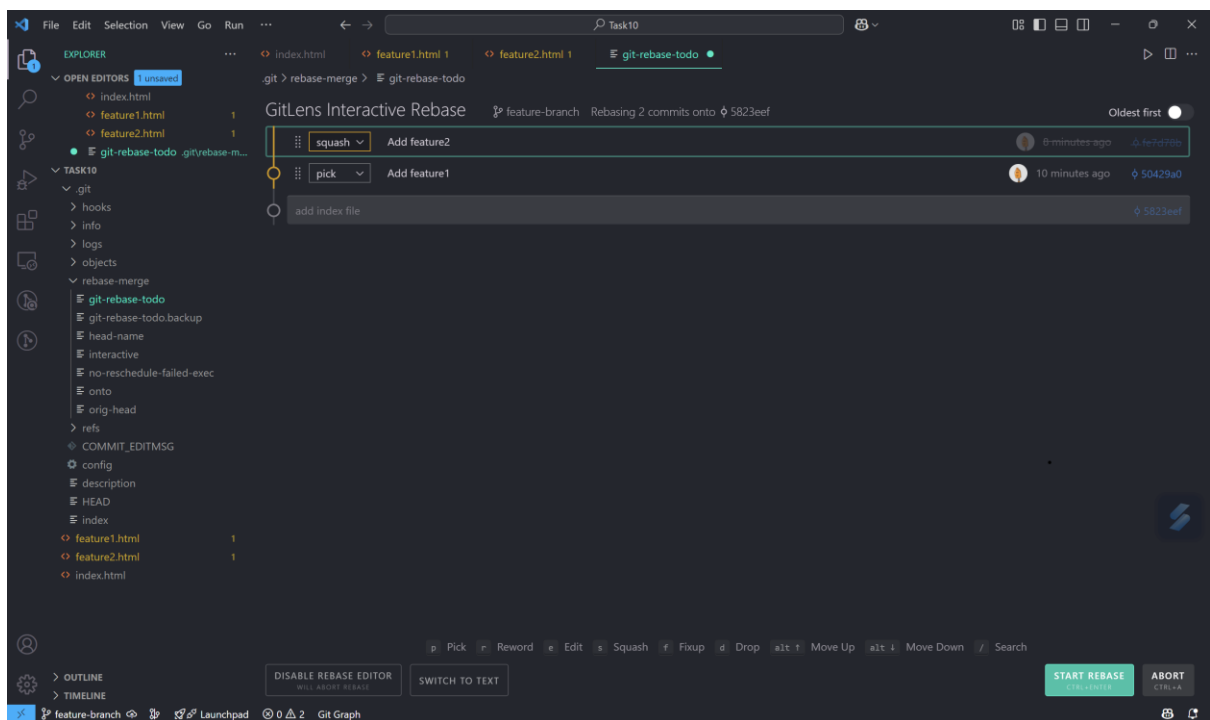 File Edit Selection View Go Run ... Task10
EXPLORER ...
index.html feature1.html 1 feature2.html 1 git-rebase-todo
OPEN EDITORS 1 unsaved
.git > rebase-merge > git-rebase-todo
index.html
feature1.html 1
feature2.html 1
git-rebase-todo .git\rebase-m...
GitLens Interactive Rebase feature-branch Rebasing 2 commits onto 5823eef Oldest first
squash Add feature2 minutes ago
pick Add feature1 10 minutes ago 50429a0
add index file 5823eef
TASK10
.git
hooks
info
logs
objects
rebase-merge
git-rebase-todo
git-rebase-todo.backup
head-name
interactive
no-reschedule-failed-exec
onto
orig-head
refs
COMMIT_EDITMSG
config
description
HEAD
index
feature1.html 1
feature2.html 1
index.html
p Pick r Reword e Edit s Squash f Fixup d Drop alt ↑ Move Up alt ↓ Move Down / Search
OUTLINE
TIMELINE
DISABLE REBASE EDITOR
WILL ABORT REBASE
SWITCH TO TEXT
START REBASE
CTRL+ENTER
ABORT
CTRL+A
feature-branch Launchpad 0 2 Git Graph
1